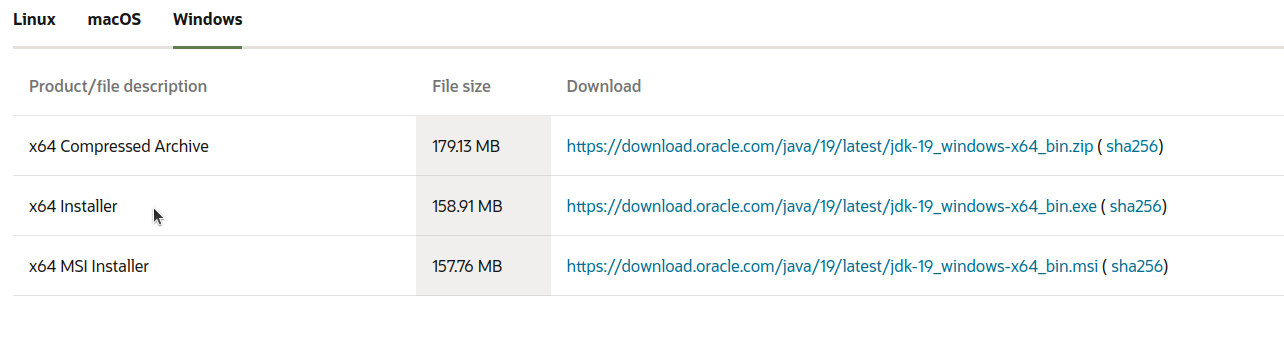 Linux macOS Windows
Product/file description File size Download
x64 Compressed Archive 179.13 MB https://download.oracle.com/java/19/latest/jdk-19_windows-x64_bin.zip ( sha256)
x64 Installer 158.91 MB https://download.oracle.com/java/19/latest/jdk-19_windows-x64_bin.exe ( sha256)
x64 MSI Installer 157.76 MB https://download.oracle.com/java/19/latest/jdk-19_windows-x64_bin.msi ( sha256)